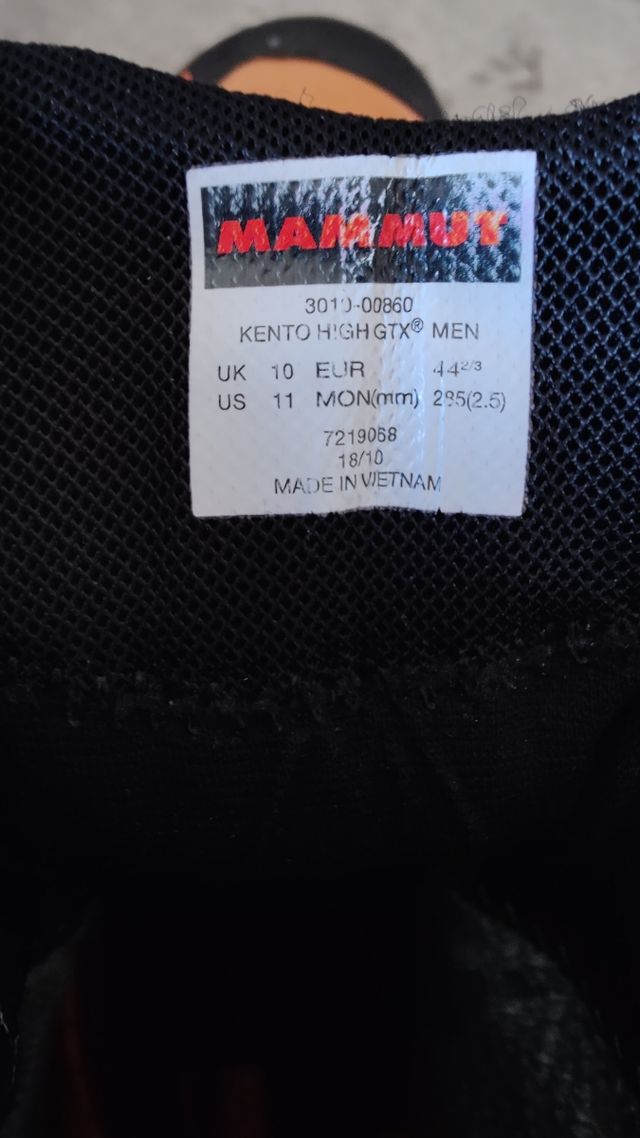 MAMMUT
3010-00860
KENTO HIGH GTX® MEN
UK 10 EUR 44 2/3
US 11 MON(mm) 295(2.5)
7219068
18/10
MADE IN VIETNAM